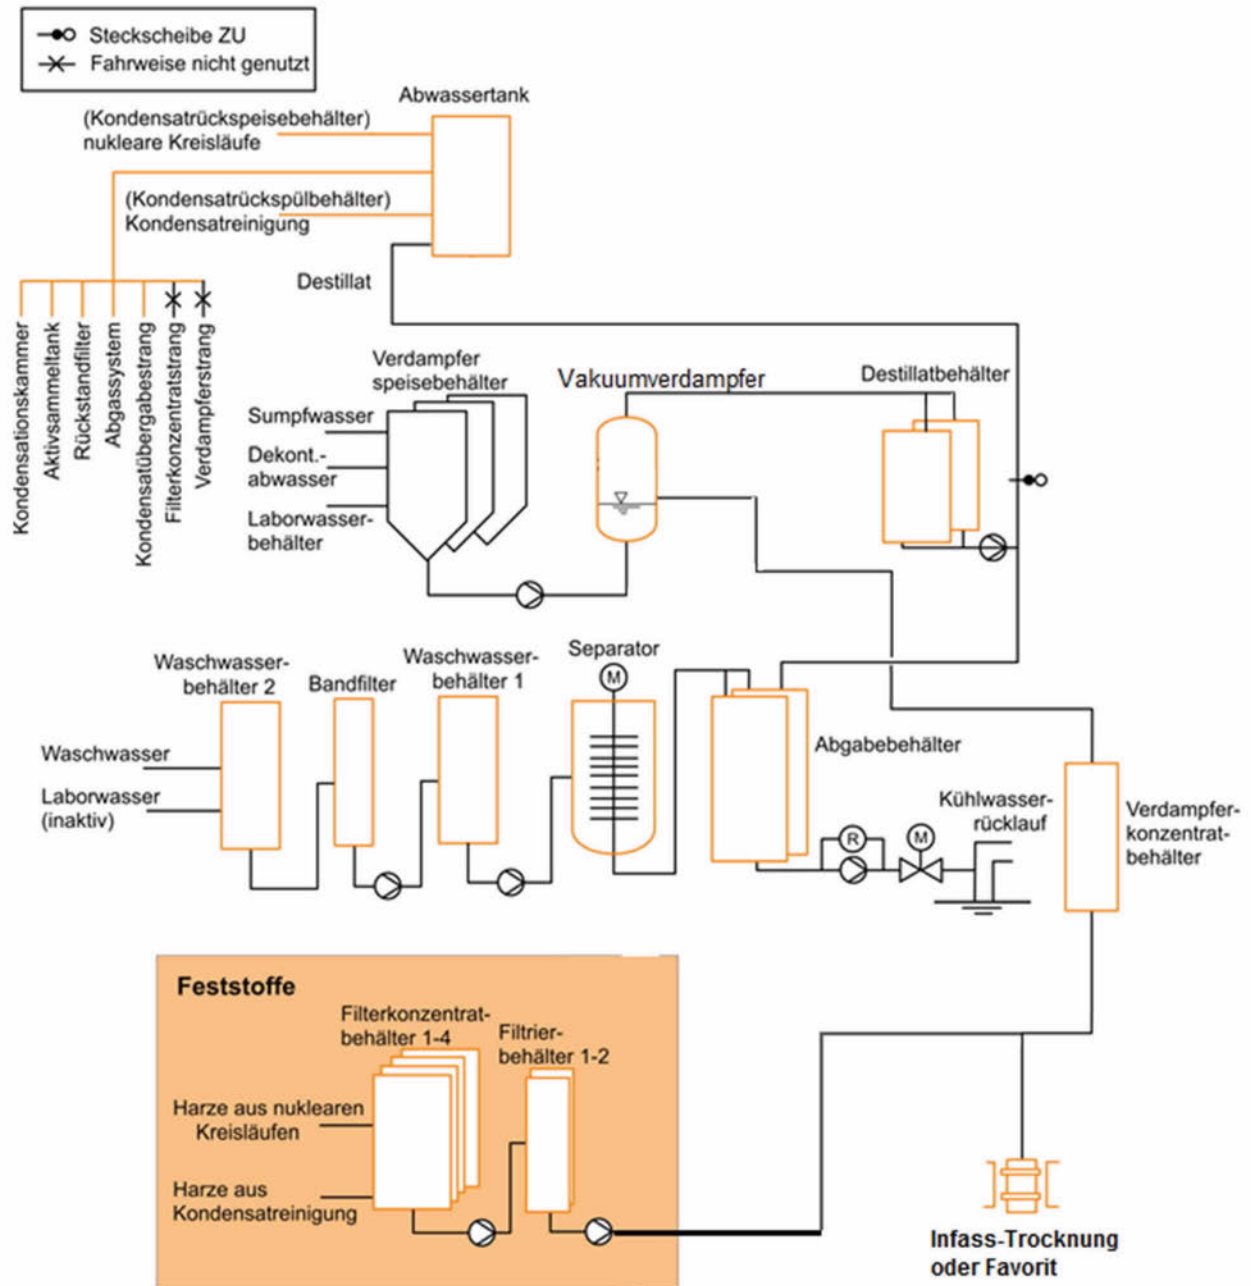 Steckscheibe ZU
Fahrweise nicht genutzt
Abwassertank
(Kondensatrückspeisebehälter)
nukleare Kreisläufe
(Kondensatrückspülbehälter)
Kondensatreinigung
Destillat
Kondensationskammer
Aktivsammeltank
Rückstandfilter
Abgassystem
Kondensatübergabestrang
Filterkonzentratstrang
Verdampferstrang
Verdampfer
speisebehälter
Vakuumverdampfer
Destillatbehälter
Sumpfwasser
Dekont.-
abwasser
Laborwasser-
behälter
Waschwasser-
behälter 2
Bandfilter
Waschwasser-
behälter 1
Separator
M
Waschwasser
Laborwasser
(inaktiv)
Abgabebehälter
R
M
Kühlwasser-
rücklauf
Verdampfer-
konzentrat-
behälter
Feststoffe
Filterkonzentrat-
behälter 1-4
Filtrier-
behälter 1-2
Harze aus nuklearen
Kreisläufen
Harze aus
Kondensatreinigung
Infass-Trocknung
oder Favorit